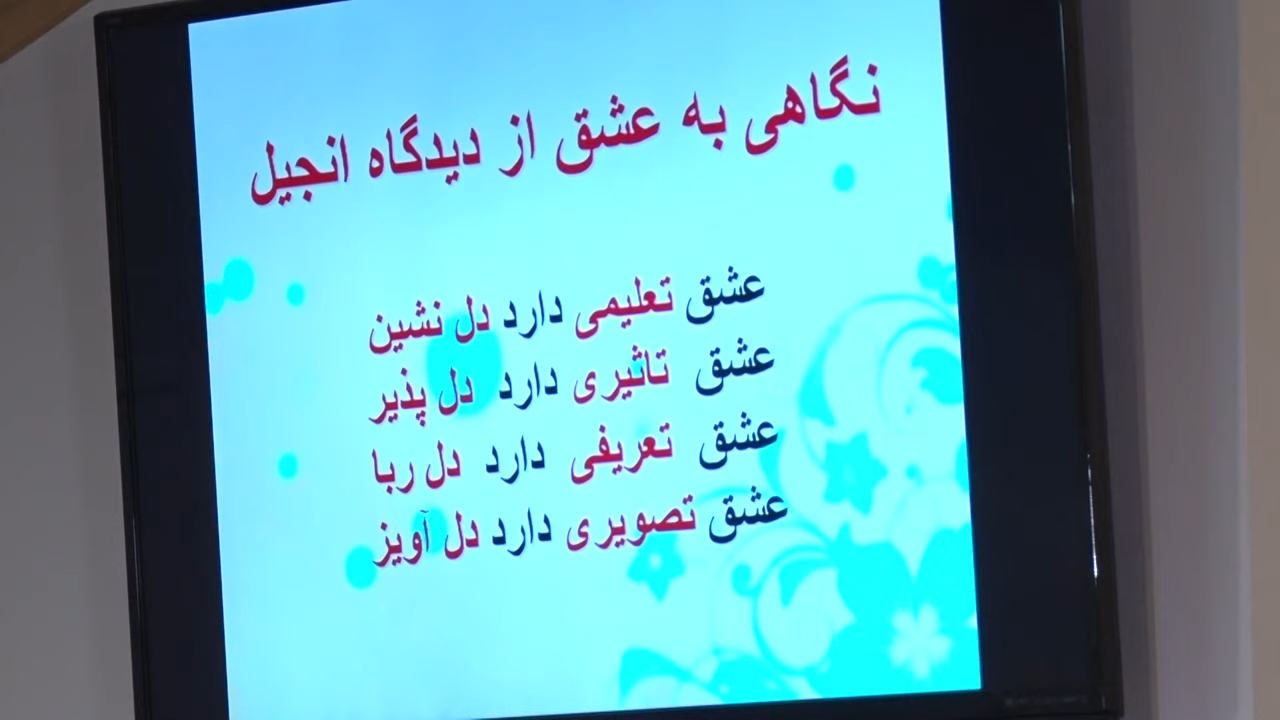 نگاهی به عشق از دیدگاه انجیل
عشق تعلیمی دارد دل نشین
عشق تاثیری دارد دل پذیر
عشق تعریفی دارد دل ربا
عشق تصویری دارد دل آویز